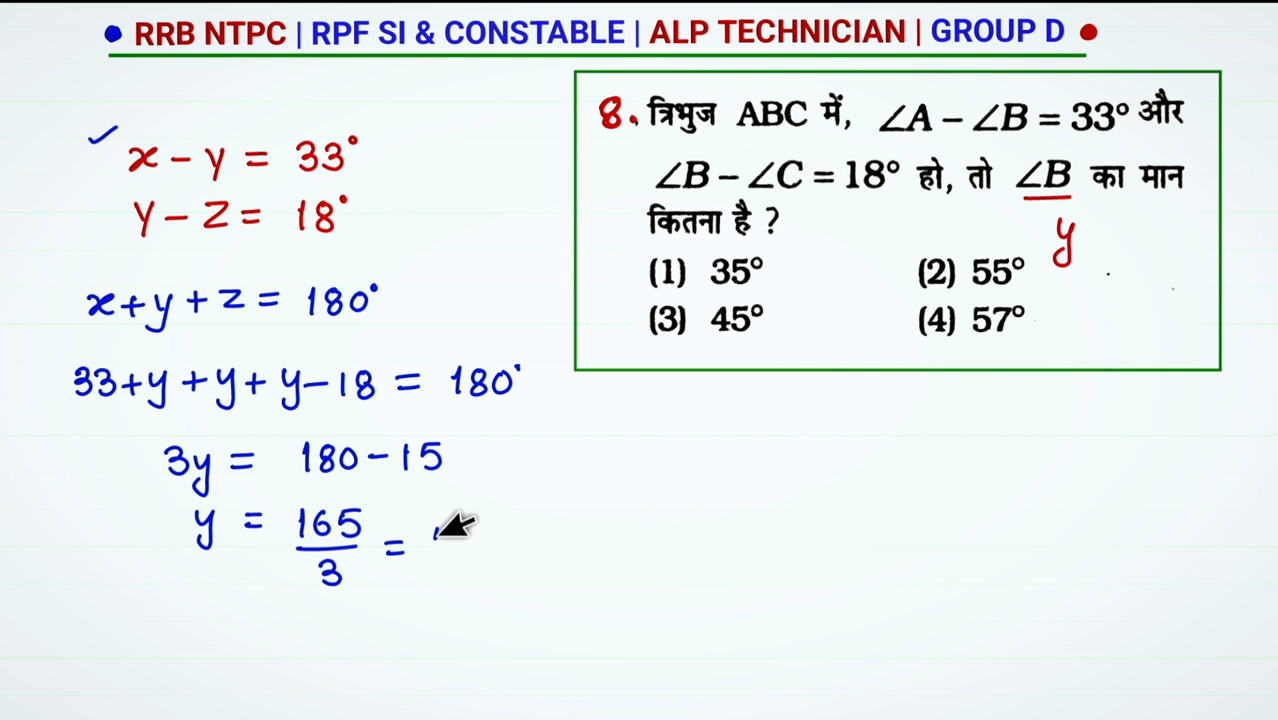 RRB NTPC | RPF SI & CONSTABLE | ALP TECHNICIAN | GROUP D
x - y = 33°
y - z = 18°
x + y + z = 180°
33 + y + y + y - 18 = 180°
3y = 180 - 15
y = 165/3 =
8. त्रिभुज ABC में, ∠A – ∠B = 33° और
∠B – ∠C = 18° हो, तो ∠B का मान
कितना है ?
y
(1) 35° (2) 55°
(3) 45° (4) 57°